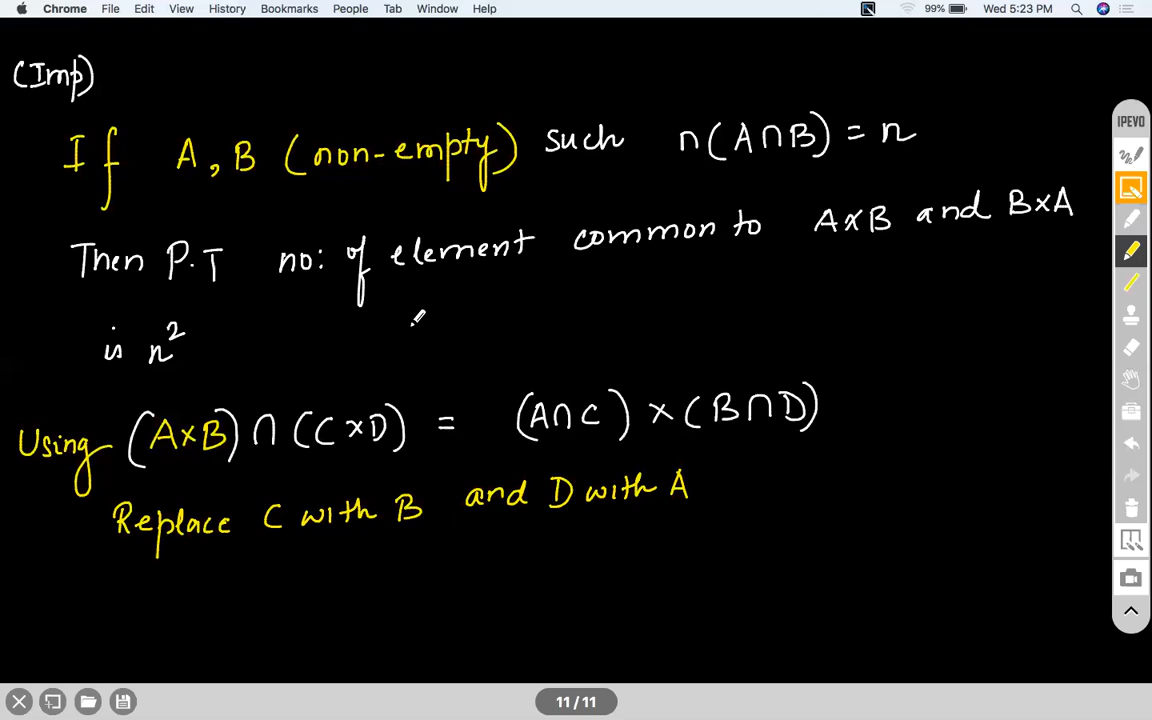 Chrome File Edit View History Bookmarks People Tab Window Help 99% Wed 5:23 PM
(Imp)
If A, B (non-empty) such n(A∩B) = n
Then P.T no: of element common to A×B and B×A
is n²
Using (A×B) ∩ (C×D) = (A∩C) × (B∩D)
Replace C with B and D with A
IPEVO
11/11